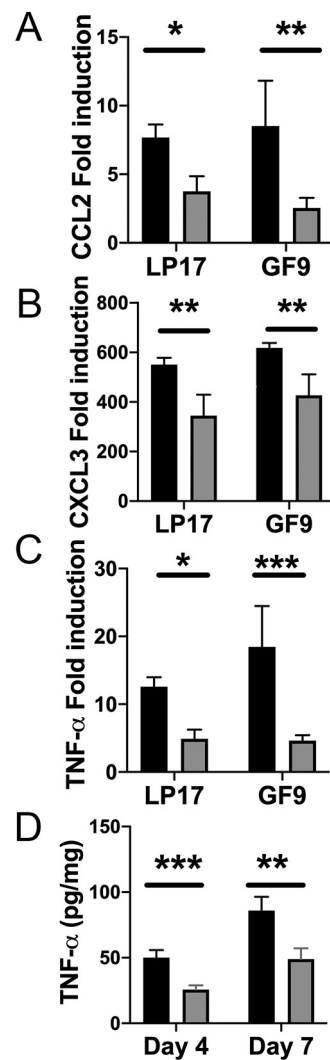 A
CCL2 Fold induction
15
10
5
0
*
**
LP17
GF9
B
CXCL3 Fold induction
800
600
400
200
0
**
**
LP17
GF9
C
TNF-α Fold induction
30
20
10
0
*
***
LP17
GF9
D
TNF-α (pg/mg)
150
100
50
0
***
**
Day 4
Day 7